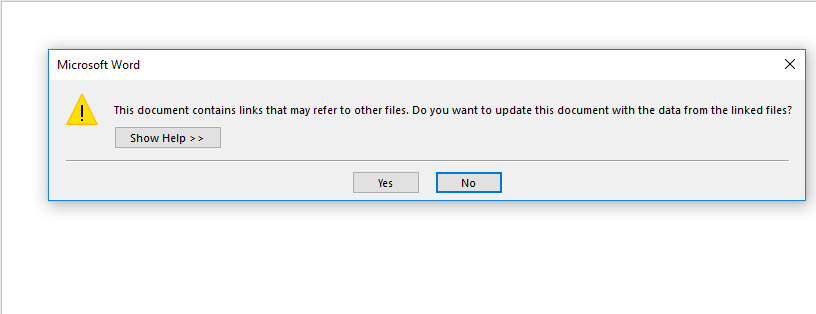 Microsoft Word
This document contains links that may refer to other files. Do you want to update this document with the data from the linked files?
Show Help >>
Yes
No